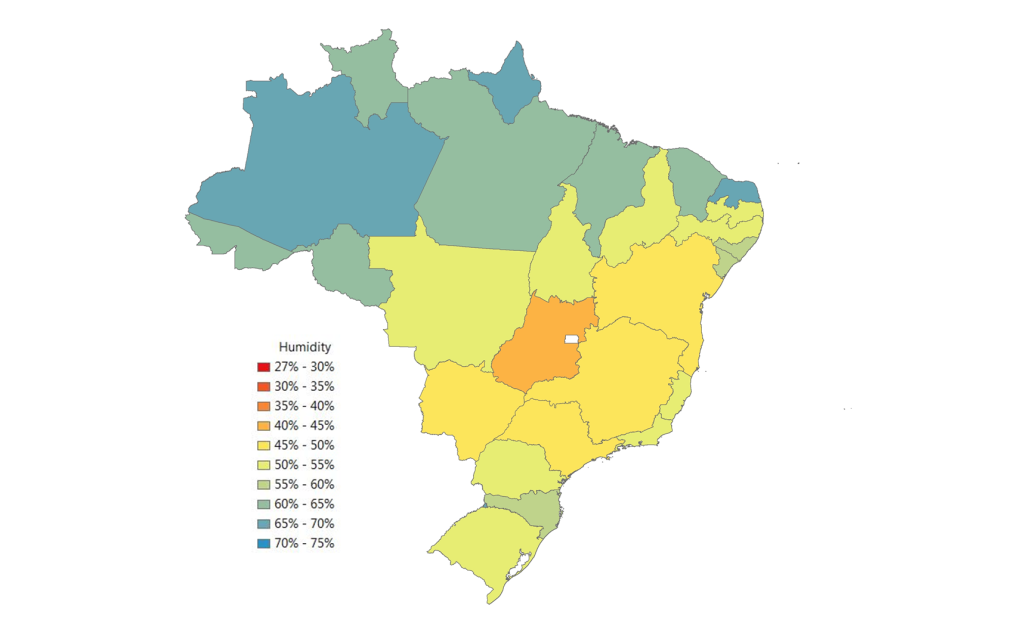 Humidity
27% - 30%
30% - 35%
35% - 40%
40% - 45%
45% - 50%
50% - 55%
55% - 60%
60% - 65%
65% - 70%
70% - 75%